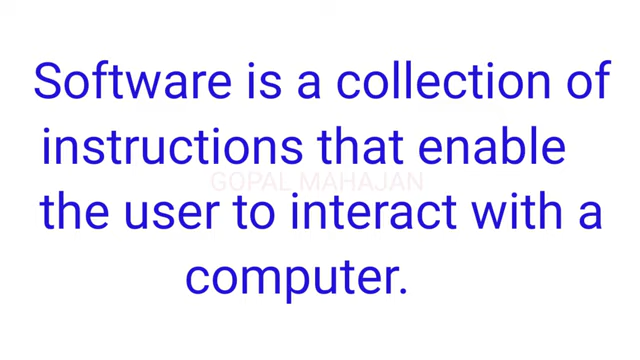 Software is a collection of
instructions that enable
GOPAL MAHAJAN
the user to interact with a
computer.